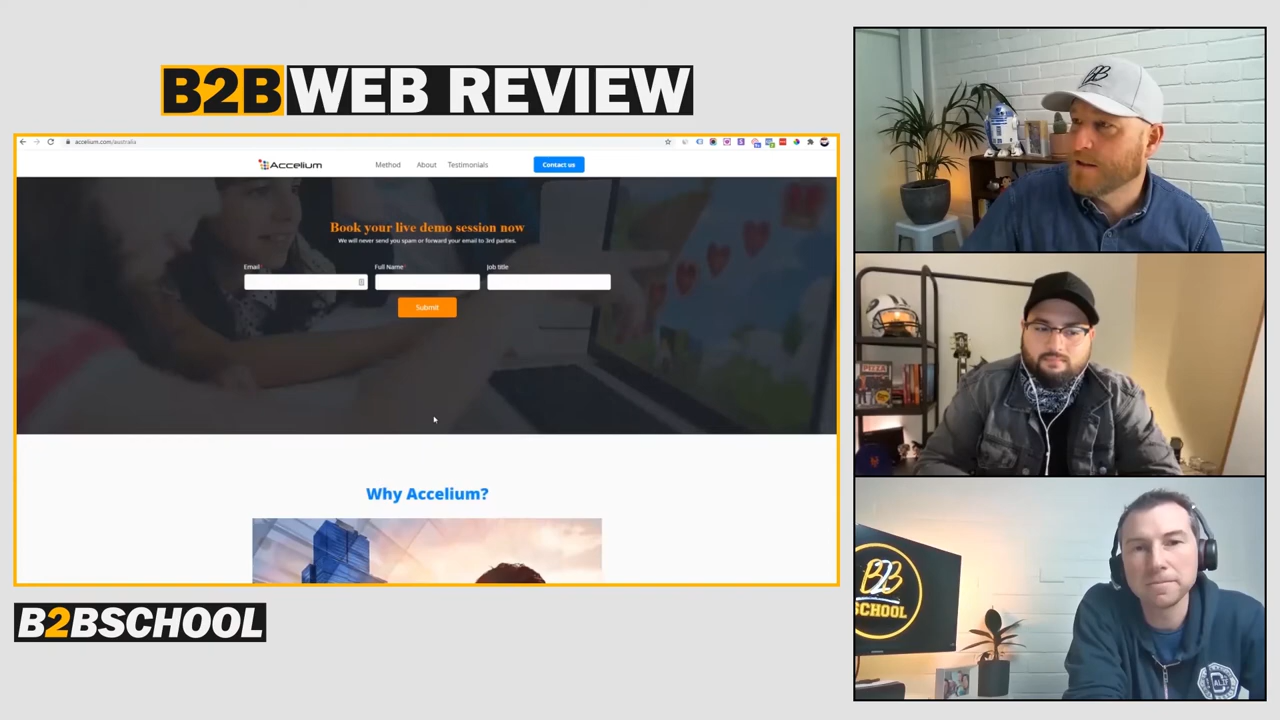 B2B WEB REVIEW
accelium.com/australia
Accelium
Method
About
Testimonials
Contact us
Book your live demo session now
We will never send you spam or forward your email to 3rd parties.
Email
Full Name*
Job title
Submit
Why Accelium?
B2BSCHOOL
PIZZA
B2B
SCHOOL